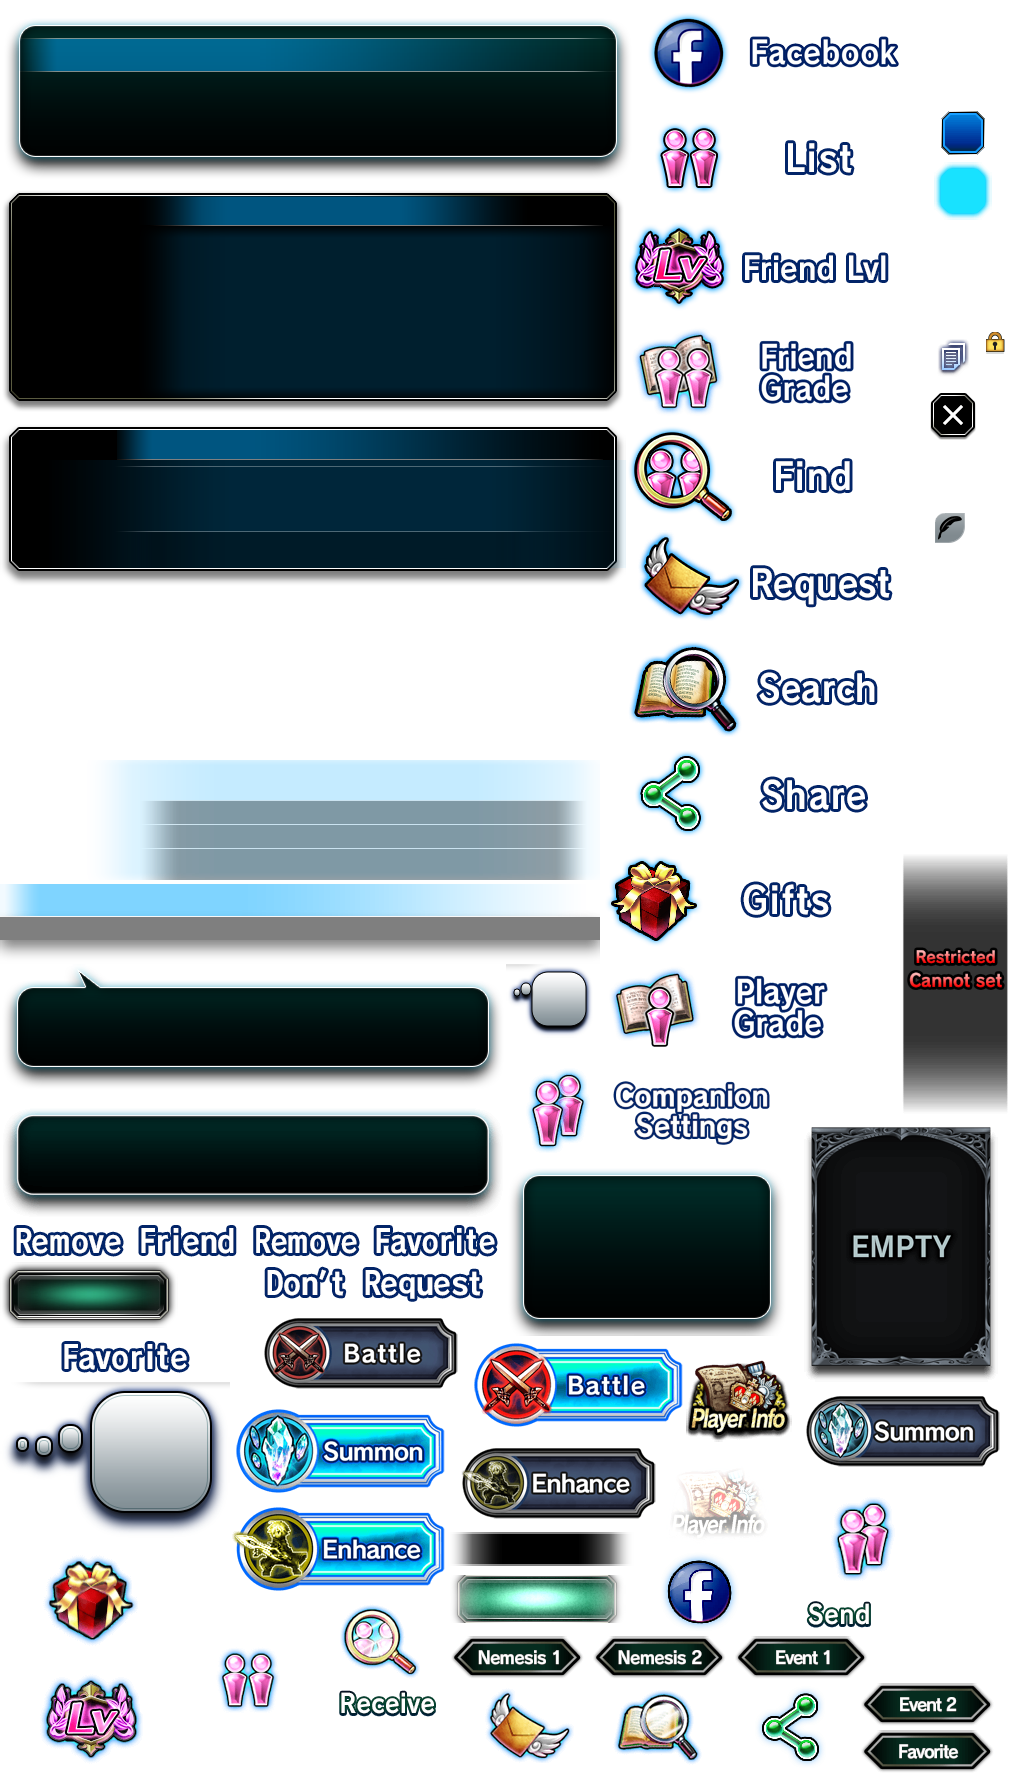 Facebook
List
Lv
Friend Lvl
Friend
Grade
Find
Request
Search
Share
Gifts
Restricted
Cannot set
Player
Grade
Companion
Settings
EMPTY
Remove Friend
Remove Favorite
Don't Request
Favorite
Battle
Battle
Player Info
Summon
Summon
Enhance
Enhance
Player Info
Send
Nemesis 1
Nemesis 2
Event 1
Receive
Lv
Event 2
Favorite